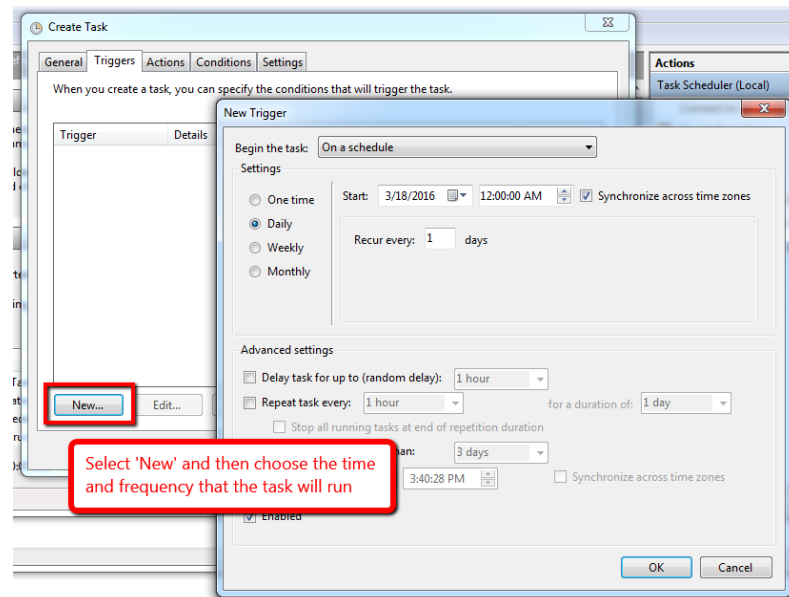 Create Task
General Triggers Actions Conditions Settings
When you create a task, you can specify the conditions that will trigger the task.
Trigger Details
New... Edit...
Select 'New' and then choose the time
and frequency that the task will run
Actions
Task Scheduler (Local)
New Trigger
Begin the task: On a schedule
Settings
One time
Daily
Weekly
Monthly
Start: 3/18/2016 12:00:00 AM Synchronize across time zones
Recur every: 1 days
Advanced settings
Delay task for up to (random delay): 1 hour
Repeat task every: 1 hour for a duration of: 1 day
Stop all running tasks at end of repetition duration
3 days
3:40:28 PM Synchronize across time zones
Enabled
OK Cancel